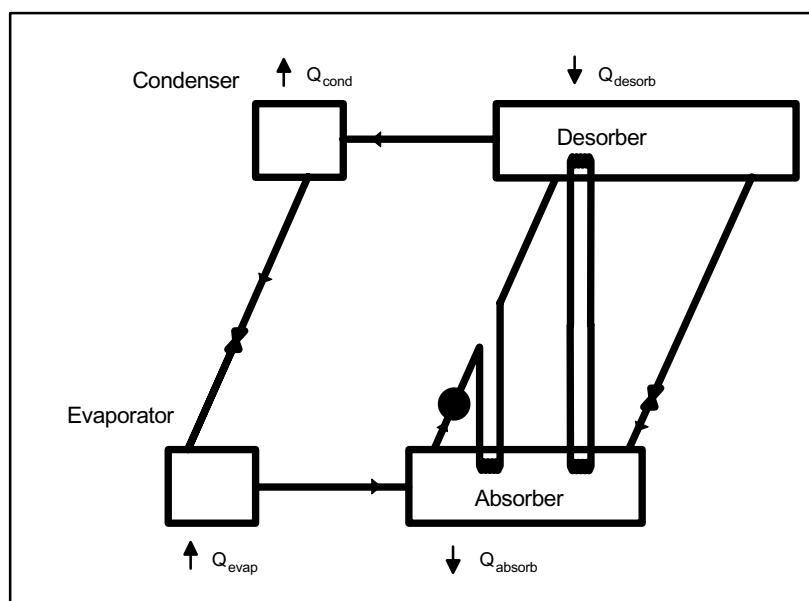 Condenser
Q_cond
Q_desorb
Desorber
Evaporator
Absorber
Q_evap
Q_absorb